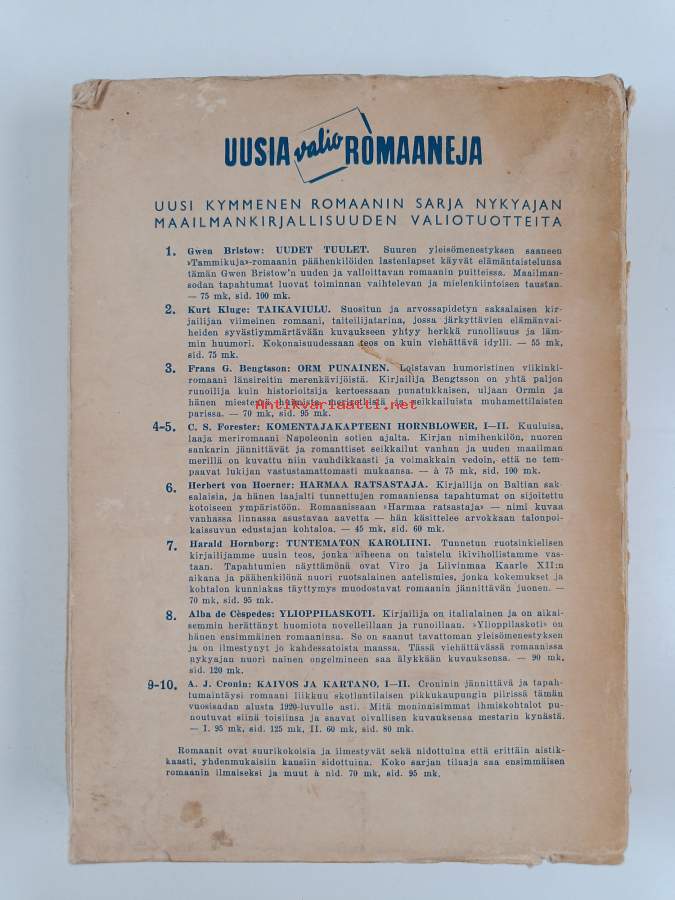 UUSIA valio ROMAANEJA
UUSI KYMMENEN ROMAANIN SARJA NYKYAJAN
MAAILMANKIRJALLISUUDEN VALIOTUOTTEITA
1. Gwen Bristow: UUDET TUULET. Suuren yleisömenestyksen saaneen
»Tammikuja»-romaanin päähenkilöiden lastenlapset käyvät elämäntaistelunsa
tämän Gwen Bristow'n uuden ja valloittavan romaanin puitteissa. Maailman-
sodan tapahtumat luovat toiminnan vaihtelevan ja mielenkiintoisen taustan.
— 75 mk, sid. 100 mk.
2. Kurt Kluge: TAIKAVIULU. Suositun ja arvossapidetyn saksalaisen kir-
jailijan viimeinen romaani, taiteilijatarina, jossa järkyttävien elämänvai-
heiden syvästiymmärtävään kuvaukseen yhtyy herkkä runollisuus ja läm-
min huumori. Kokonaisuudessaan teos on kuin viehättävä idylli. — 55 mk,
sid. 75 mk.
3. Frans G. Bengtsson: ORM PUNAINEN. Loistavan humoristinen viikinki-
romaani länsireitin merenkävijöistä. Kirjailija Bengtsson on yhtä paljon
runoilija kuin historioitsija kertoessaan punatukkaisen, uljaan Ormin ja
hänen miestensä huimista meriretkistä ja seikkailuista muhamettilaisten
parissa. — 70 mk, sid. 95 mk.
Antikvariaatti.net
4-5. C. S. Forester: KOMENTAJAKAPTEENI HORNBLOWER, I—II. Kuuluisa,
laaja meriromaani Napoleonin sotien ajalta. Kirjan nimihenkilön, nuoren
sankarin jännittävät ja romanttiset seikkailut vanhan ja uuden maailman
merillä on kuvattu niin vauhdikkaasti ja voimakkain vedoin, että ne tem-
paavat lukijan vastustamattomasti mukaansa. — à 75 mk, sid. 100 mk.
6. Herbert von Hoerner: HARMAA RATSASTAJA. Kirjailija on Baltian sak-
salaisia, ja hänen laajalti tunnettujen romaaniensa tapahtumat on sijoitettu
kotoiseen ympäristöön. Romaanissaan »Harmaa ratsastaja» — nimi kuvaa
vanhassa linnassa asustavaa aavetta — hän käsittelee arvokkaan talonpoi-
kaissuvun edustajan kohtaloa. — 45 mk, sid. 60 mk.
7. Harald Hornborg: TUNTEMATON KAROLIINI. Tunnetun ruotsinkielisen
kirjailijamme uusin teos, jonka aiheena on taistelu ikivihollistamme vas-
taan. Tapahtumien näyttämönä ovat Viro ja Liivinmaa Kaarle XII:n
aikana ja päähenkilönä nuori ruotsalainen aatelismies, jonka kokemukset ja
kohtalon kunniakas täyttymys muodostavat romaanin jännittävän juonen. —
70 mk, sid. 95 mk.
8. Alba de Cèspedes: YLIOPPILASKOTI. Kirjailija on italialainen ja on aikai-
semmin herättänyt huomiota novelleillaan ja runoillaan. »Ylioppilaskoti» on
hänen ensimmäinen romaaninsa. Se on saanut tavattoman yleisömenestyksen
ja on ilmestynyt jo kahdessatoista maassa. Tässä viehättävässä romaanissa
nykyajan nuori nainen ongelmineen saa älykkään kuvauksensa. — 90 mk,
sid. 120 mk.
9-10. A. J. Cronin: KAIVOS JA KARTANO, I—II. Croninin jännittävä ja tapah-
tumaintäysi romaani liikkuu skotlantilaisen pikkukaupungin piirissä tämän
vuosisadan alusta 1920-luvulle asti. Mitä moninaisimmat ihmiskohtalot pu-
noutuvat siinä toisiinsa ja saavat oivallisen kuvauksensa mestarin kynästä.
— I. 95 mk, sid. 125 mk, II. 60 mk, sid. 80 mk.
Romaanit ovat suurikokoisia ja ilmestyvät sekä nidottuina että erittäin aistik-
kaasti, yhdenmukaisiin kansiin sidottuina. Koko sarjan tilaaja saa ensimmäisen
romaanin ilmaiseksi ja muut à nid. 70 mk, sid. 95 mk.